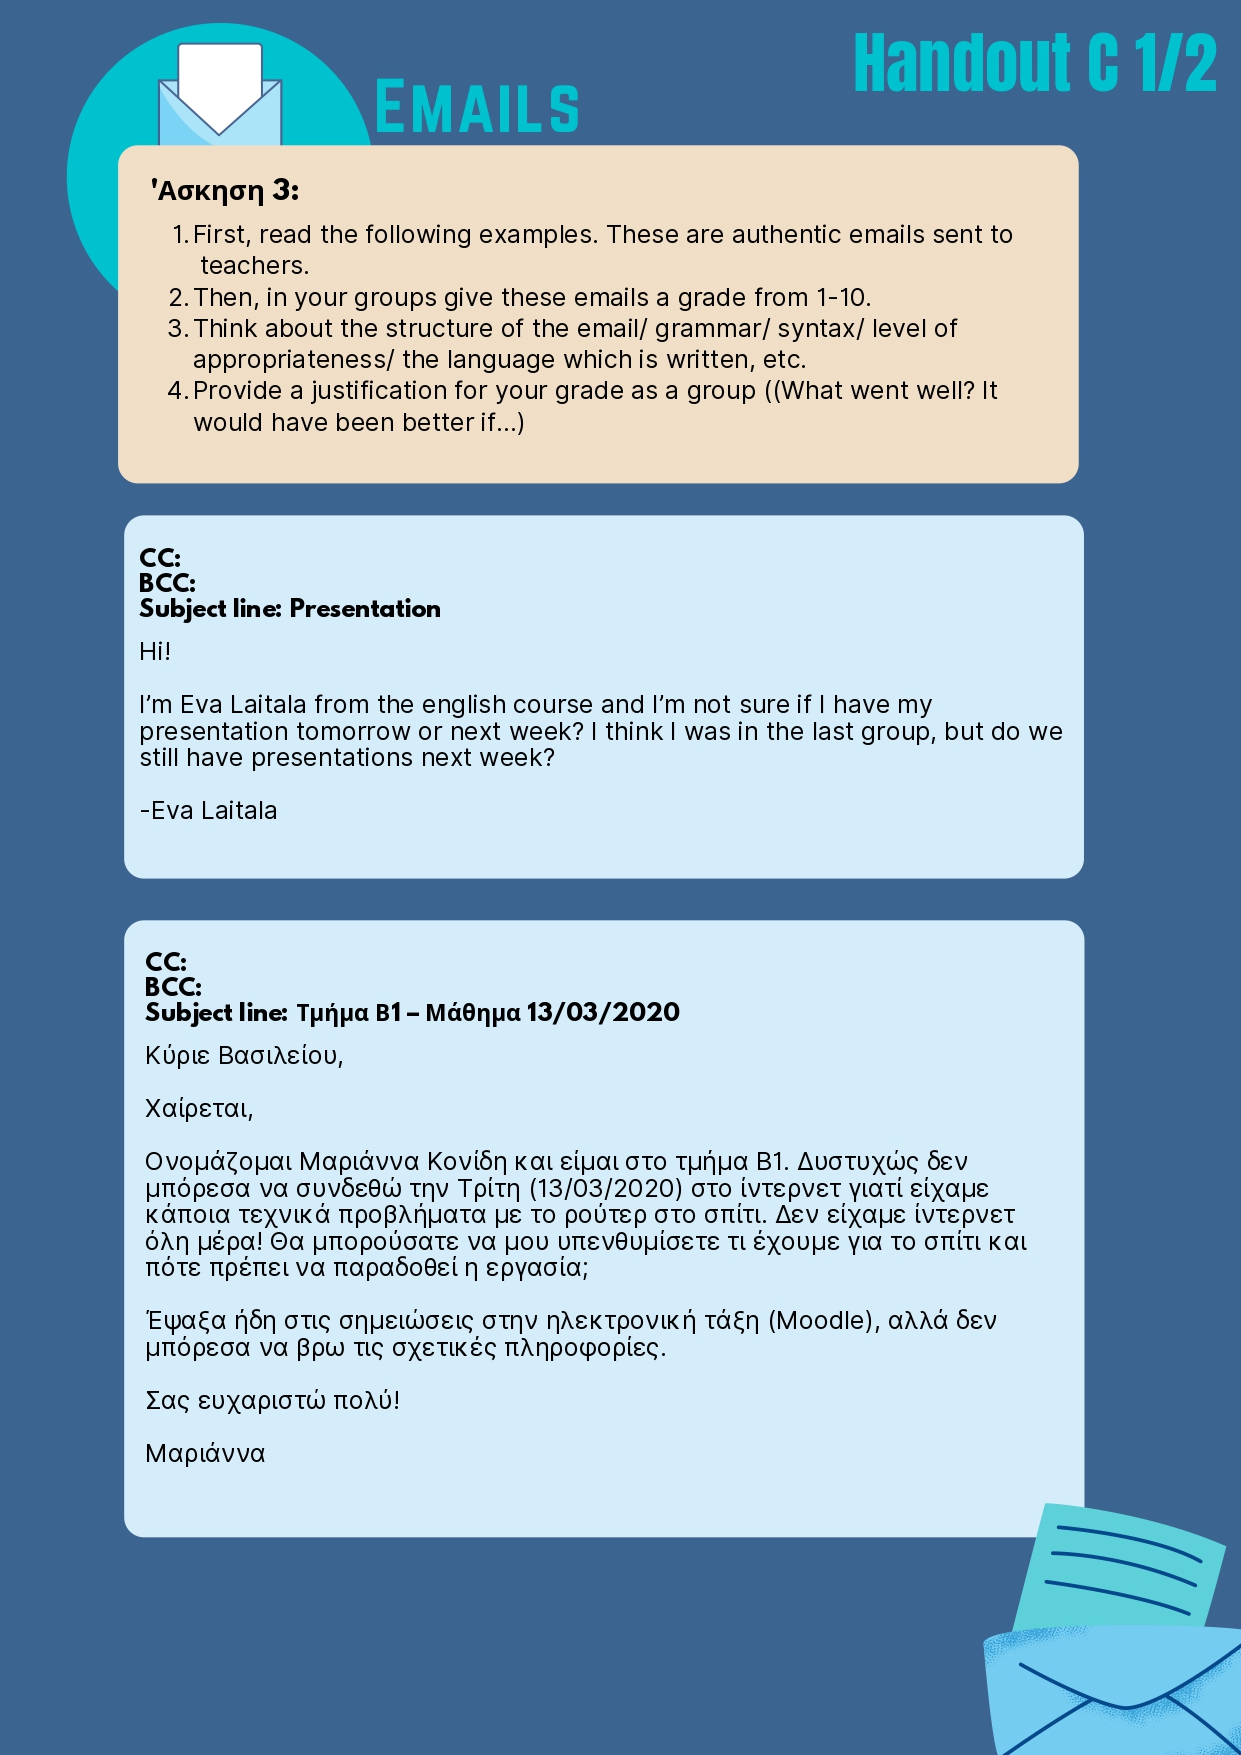 Handout C 1/2
EMAILS
'Ασκηση 3:
1. First, read the following examples. These are authentic emails sent to
teachers.
2. Then, in your groups give these emails a grade from 1-10.
3. Think about the structure of the email/ grammar/ syntax/ level of
appropriateness/ the language which is written, etc.
4. Provide a justification for your grade as a group ((What went well? It
would have been better if...)
CC:
BCC:
Subject line: Presentation
Hi!
I’m Eva Laitala from the english course and I’m not sure if I have my
presentation tomorrow or next week? I think I was in the last group, but do we
still have presentations next week?
-Eva Laitala
CC:
BCC:
Subject line: Τμήμα Β1 – Μάθημα 13/03/2020
Κύριε Βασιλείου,
Χαίρεται,
Ονομάζομαι Μαριάννα Κονίδη και είμαι στο τμήμα Β1. Δυστυχώς δεν
μπόρεσα να συνδεθώ την Τρίτη (13/03/2020) στο ίντερνετ γιατί είχαμε
κάποια τεχνικά προβλήματα με το ρούτερ στο σπίτι. Δεν είχαμε ίντερνετ
όλη μέρα! Θα μπορούσατε να μου υπενθυμίσετε τι έχουμε για το σπίτι και
πότε πρέπει να παραδοθεί η εργασία;
Έψαξα ήδη στις σημειώσεις στην ηλεκτρονική τάξη (Moodle), αλλά δεν
μπόρεσα να βρω τις σχετικές πληροφορίες.
Σας ευχαριστώ πολύ!
Μαριάννα